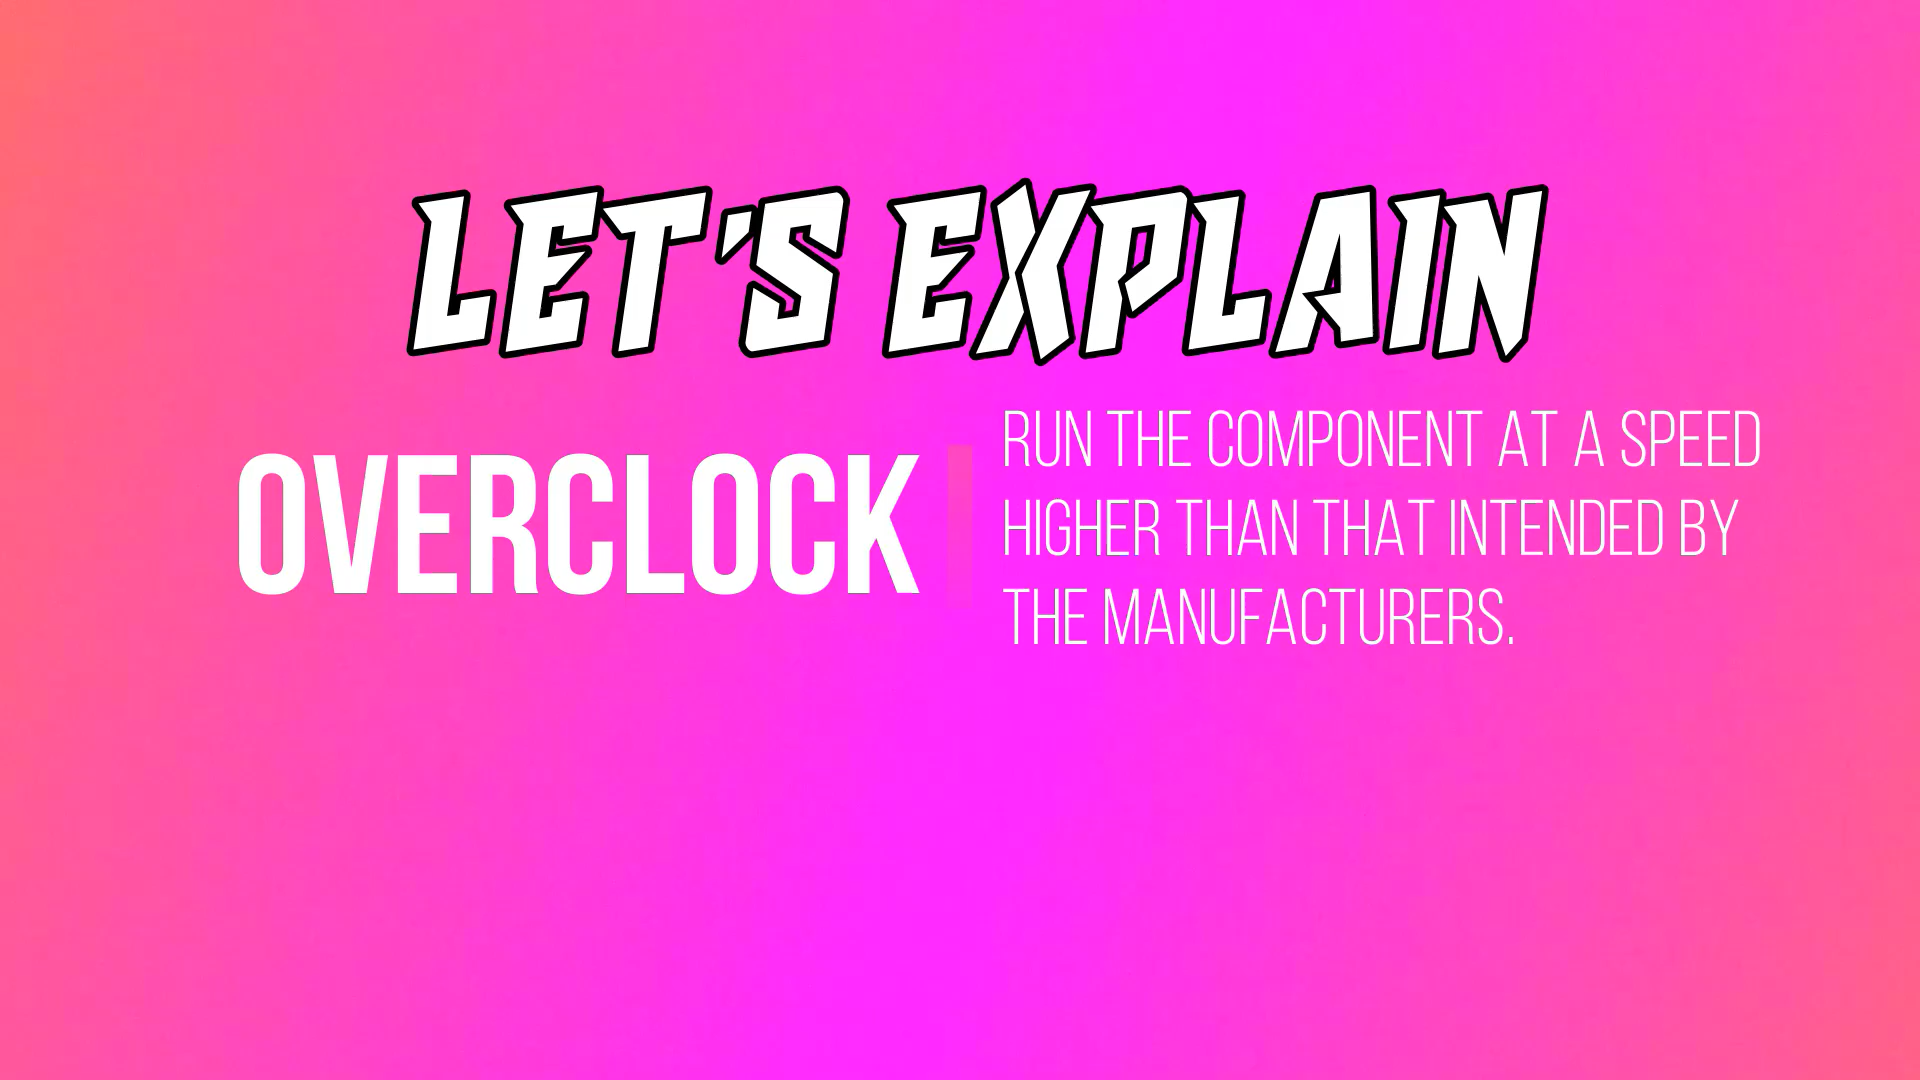 LET'S EXPLAIN
OVERCLOCK
RUN THE COMPONENT AT A SPEED
HIGHER THAN THAT INTENDED BY
THE MANUFACTURERS.